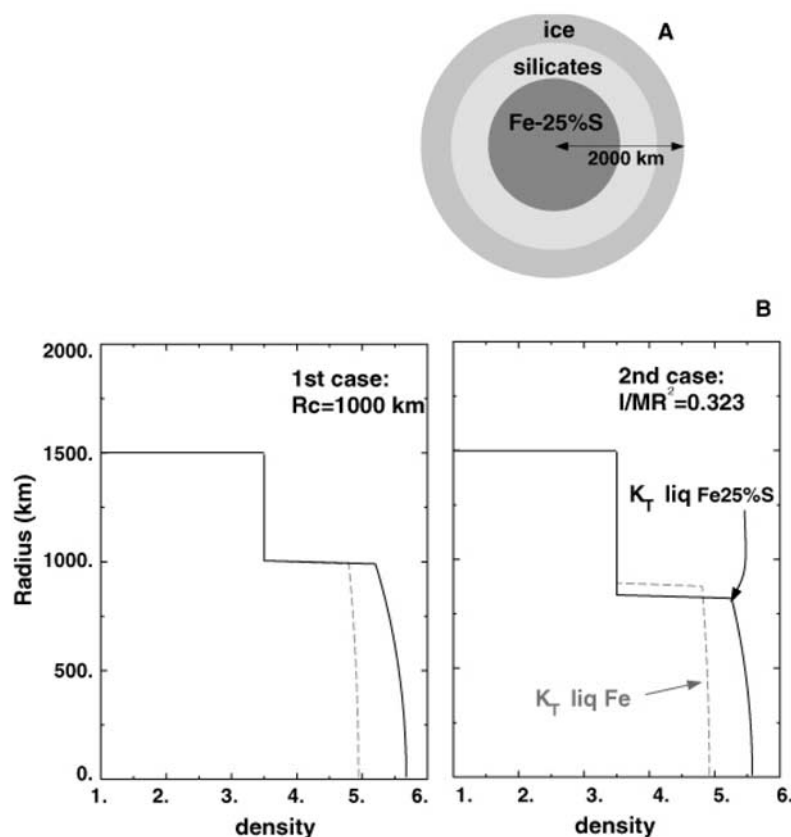 A
ice
silicates
Fe-25%S
2000 km
B
2000.
1500.
1000.
500.
0.
Radius (km)
1st case:
Rc=1000 km
1. 2. 3. 4. 5. 6.
density
2nd case:
I/MR²=0.323
K_T liq Fe25%S
K_T liq Fe
1. 2. 3. 4. 5. 6.
density